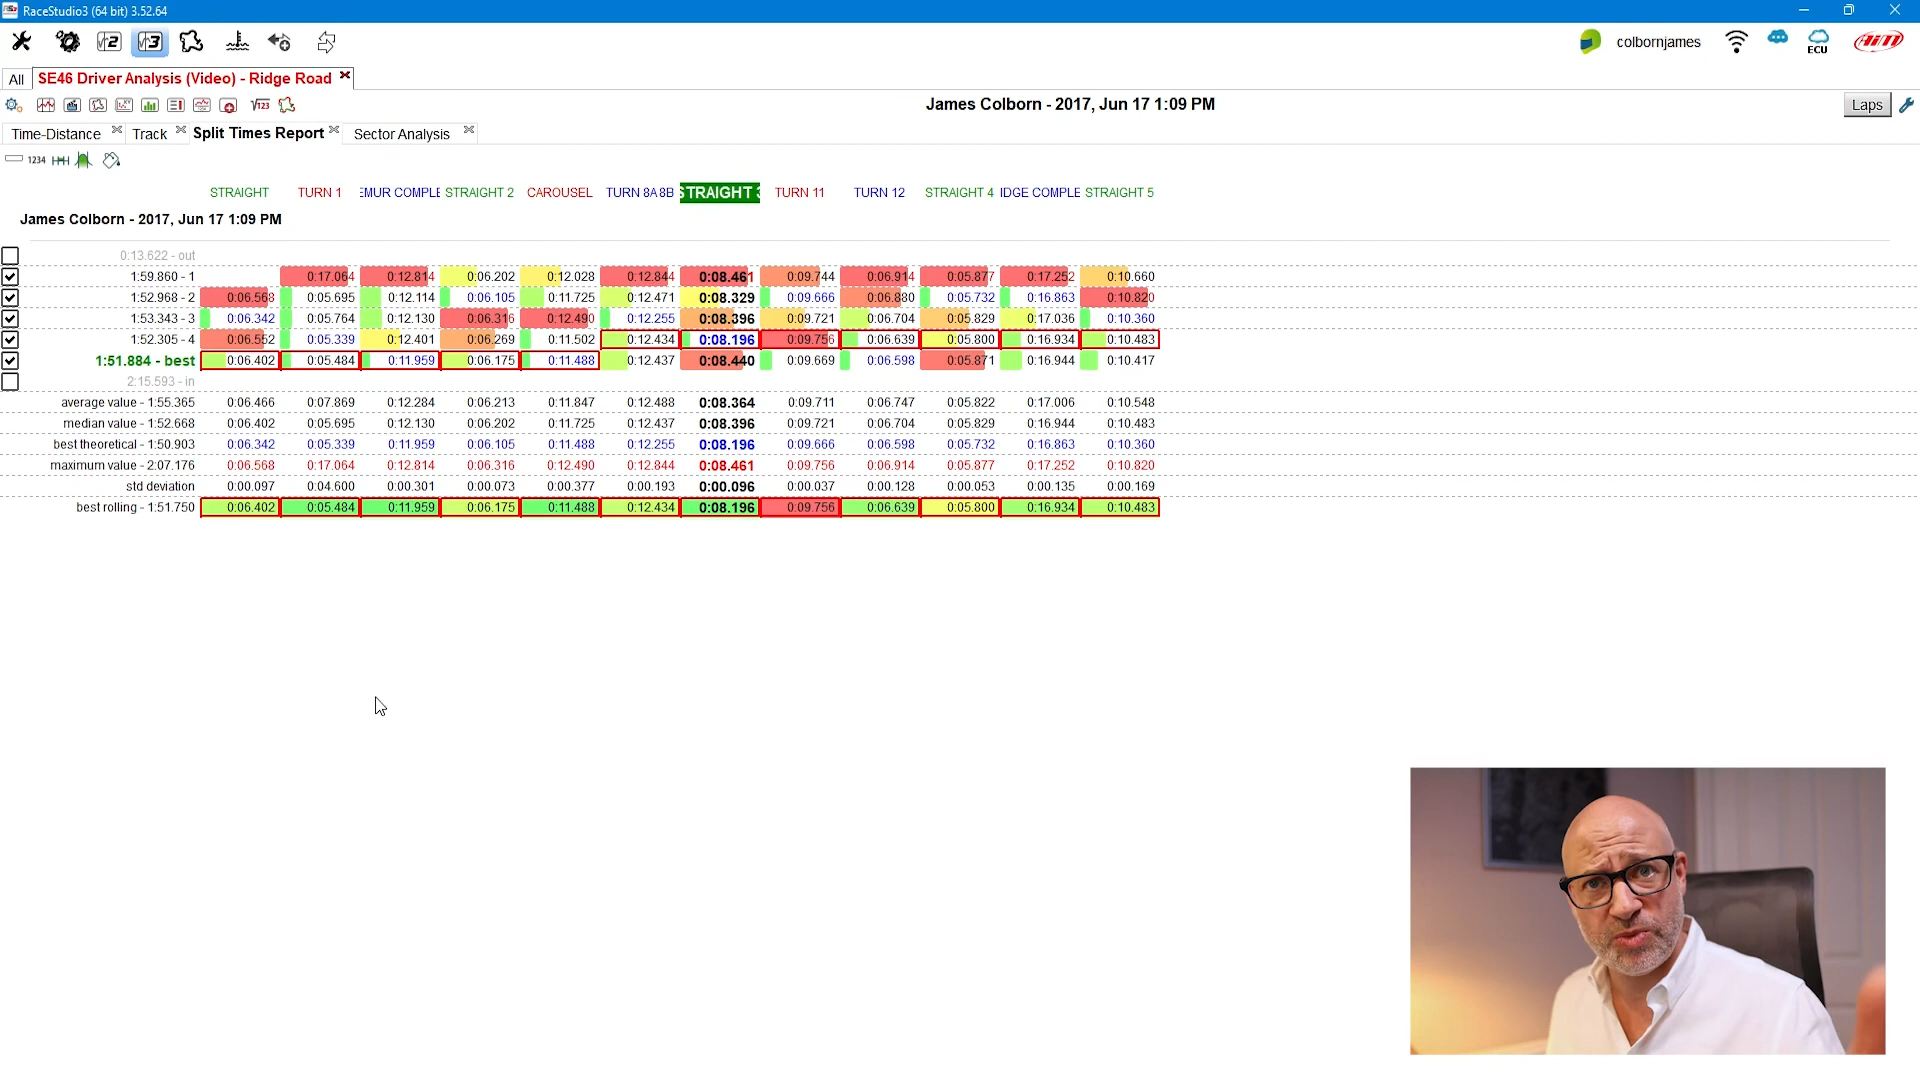 RaceStudio3 (64 bit) 3.52.64
colbornjames
ECU
All SE46 Driver Analysis (Video) - Ridge Road
James Colborn - 2017, Jun 17 1:09 PM
Laps
Time-Distance Track Split Times Report Sector Analysis
1234
STRAIGHT TURN 1 EMUR COMPLE STRAIGHT 2 CAROUSEL TURN 8A 8B STRAIGHT 3 TURN 11 TURN 12 STRAIGHT 4 IDGE COMPLE STRAIGHT 5
James Colborn - 2017, Jun 17 1:09 PM
0:13.622 - out
1:59.860 - 1 0:17.064 0:12.814 0:06.202 0:12.028 0:12.844 0:08.461 0:09.744 0:06.914 0:05.877 0:17.252 0:10.660
1:52.968 - 2 0:06.568 0:05.695 0:12.114 0:06.105 0:11.725 0:12.471 0:08.329 0:09.666 0:06.880 0:05.732 0:16.863 0:10.820
1:53.343 - 3 0:06.342 0:05.764 0:12.130 0:06.316 0:12.490 0:12.255 0:08.396 0:09.721 0:06.704 0:05.829 0:17.036 0:10.360
1:52.305 - 4 0:06.552 0:05.339 0:12.401 0:06.269 0:11.502 0:12.434 0:08.196 0:09.756 0:06.639 0:05.800 0:16.934 0:10.483
1:51.884 - best 0:06.402 0:05.484 0:11.959 0:06.175 0:11.488 0:12.437 0:08.440 0:09.669 0:06.598 0:05.871 0:16.944 0:10.417
2:15.593 - in
average value - 1:55.365 0:06.466 0:07.869 0:12.284 0:06.213 0:11.847 0:12.488 0:08.364 0:09.711 0:06.747 0:05.822 0:17.006 0:10.548
median value - 1:52.668 0:06.402 0:05.695 0:12.130 0:06.202 0:11.725 0:12.437 0:08.396 0:09.721 0:06.704 0:05.829 0:16.944 0:10.483
best theoretical - 1:50.903 0:06.342 0:05.339 0:11.959 0:06.105 0:11.488 0:12.255 0:08.196 0:09.666 0:06.598 0:05.732 0:16.863 0:10.360
maximum value - 2:07.176 0:06.568 0:17.064 0:12.814 0:06.316 0:12.490 0:12.844 0:08.461 0:09.756 0:06.914 0:05.877 0:17.252 0:10.820
std deviation 0:00.097 0:04.600 0:00.301 0:00.073 0:00.377 0:00.193 0:00.096 0:00.037 0:00.128 0:00.053 0:00.135 0:00.169
best rolling - 1:51.750 0:06.402 0:05.484 0:11.959 0:06.175 0:11.488 0:12.434 0:08.196 0:09.756 0:06.639 0:05.800 0:16.934 0:10.483